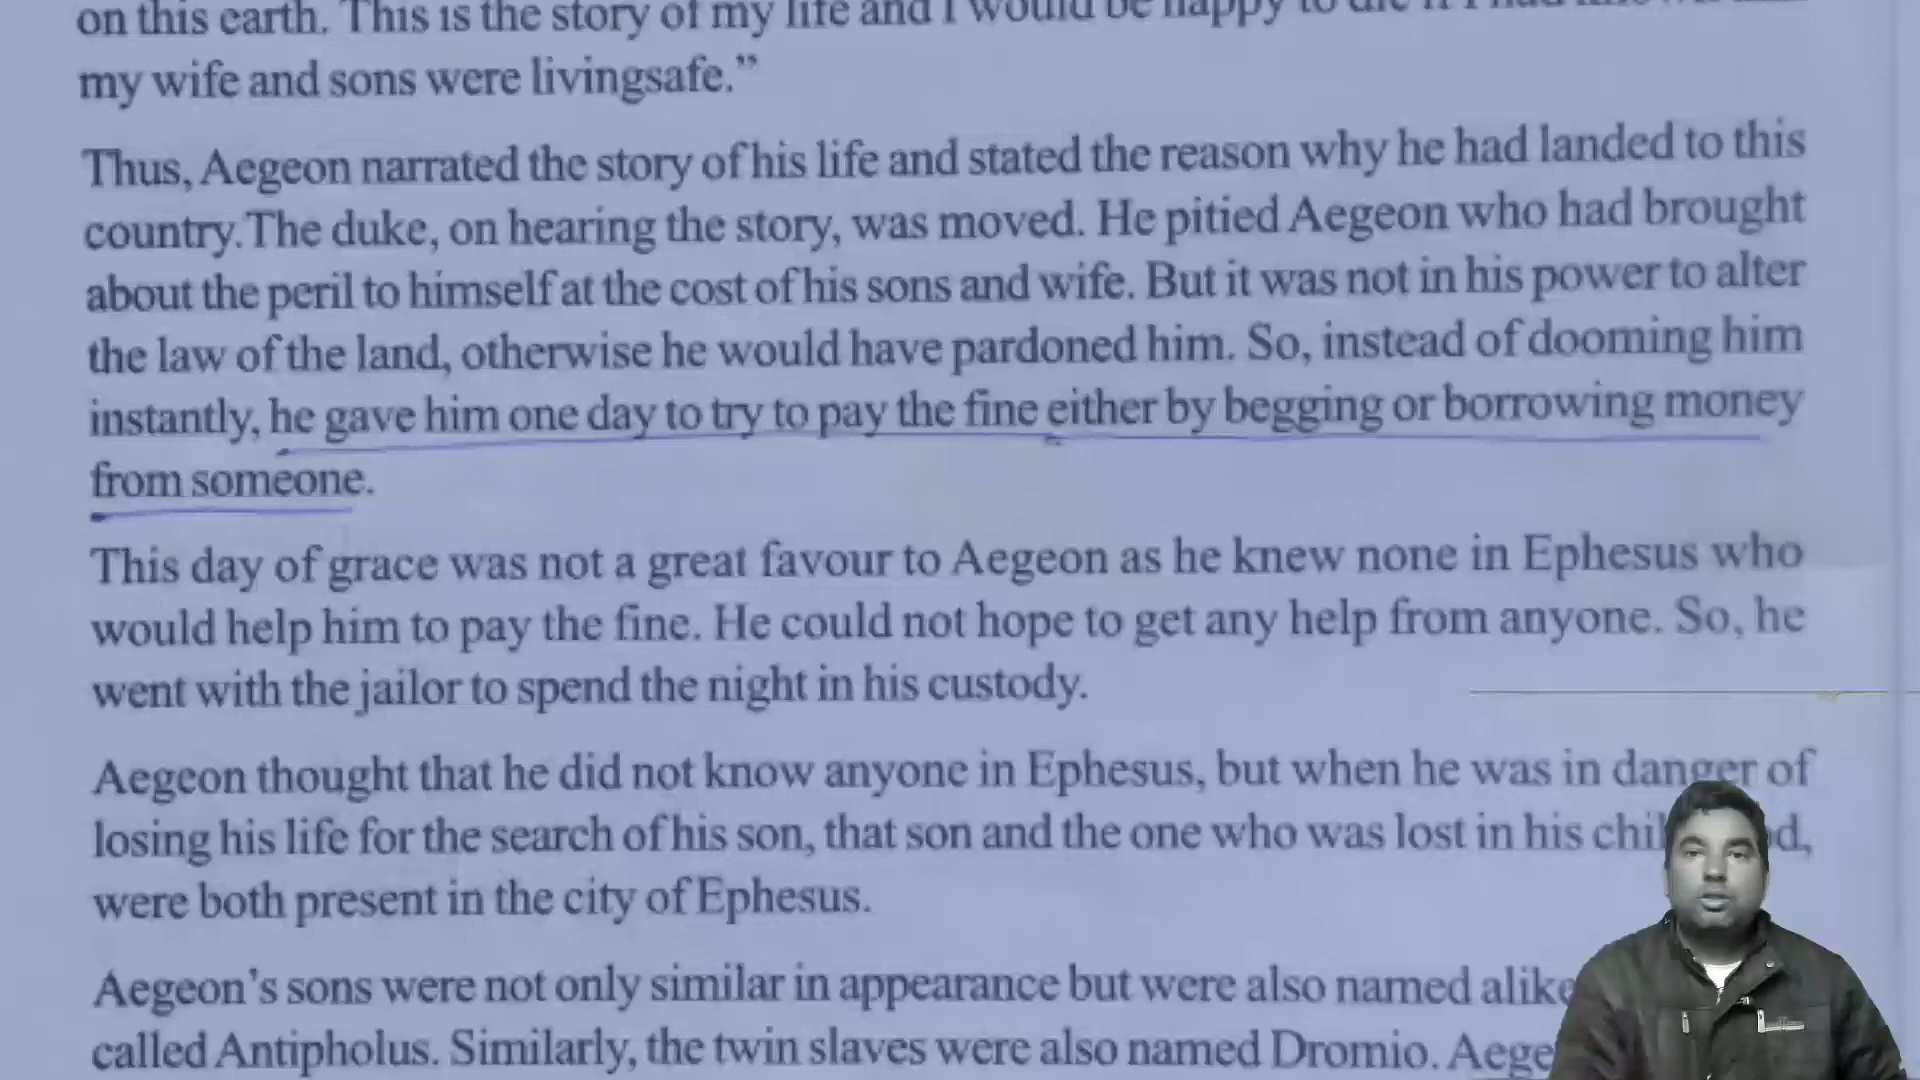 on this earth. This is the story of my life and I would be happy to die if I had
my wife and sons were livingsafe.”
Thus, Aegeon narrated the story of his life and stated the reason why he had landed to this
country.The duke, on hearing the story, was moved. He pitied Aegeon who had brought
about the peril to himself at the cost of his sons and wife. But it was not in his power to alter
the law of the land, otherwise he would have pardoned him. So, instead of dooming him
instantly, he gave him one day to try to pay the fine either by begging or borrowing money
from someone.
This day of grace was not a great favour to Aegeon as he knew none in Ephesus who
would help him to pay the fine. He could not hope to get any help from anyone. So, he
went with the jailor to spend the night in his custody.
Aegeon thought that he did not know anyone in Ephesus, but when he was in danger of
losing his life for the search of his son, that son and the one who was lost in his
were both present in the city of Ephesus.
Aegeon's sons were not only similar in appearance but were also named alike
called Antipholus. Similarly, the twin slaves were also named Dromio.